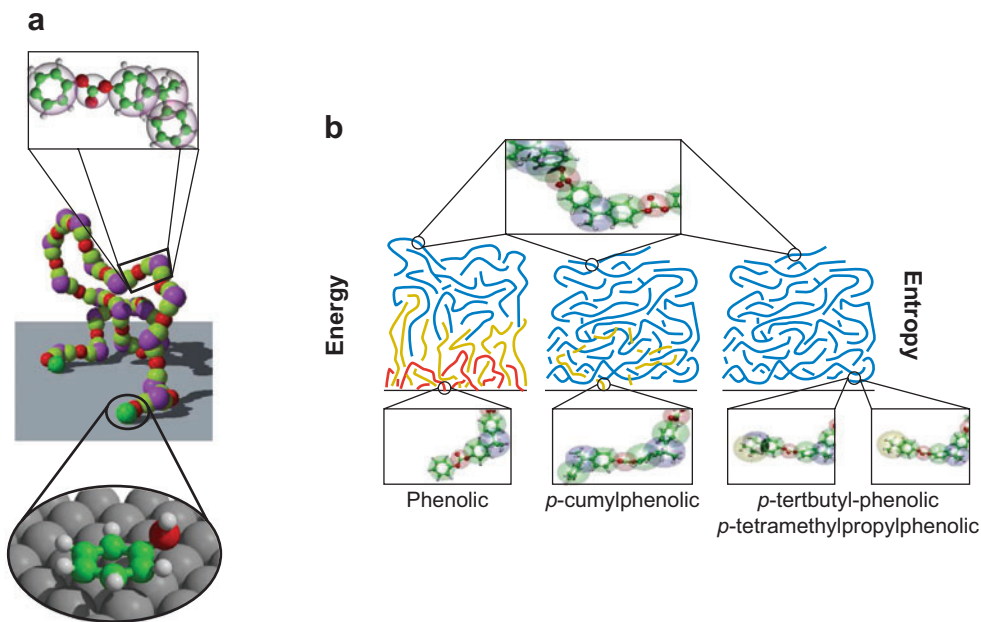 a
b
Energy
Entropy
Phenolic
p-cumylphenolic
p-tertbutyl-phenolic
p-tetramethylpropylphenolic